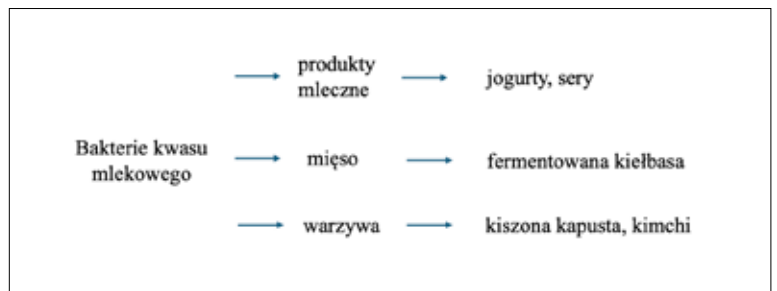 produkty
mleczne
jogurty, sery
Bakterie kwasu
mlekowego
mięso
fermentowana kiełbasa
warzywa
kiszona kapusta, kimchi